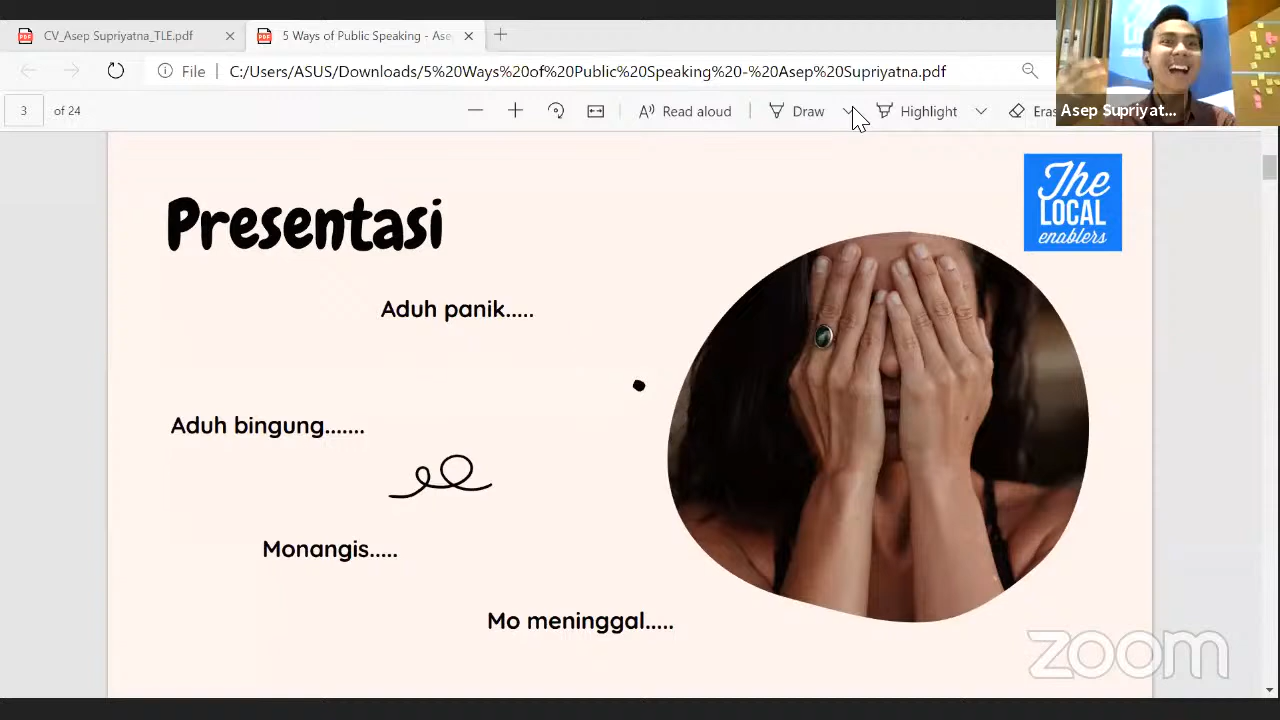 CV_Asep Supriyatna_TLE.pdf
5 Ways of Public Speaking - Ase
File
C:/Users/ASUS/Downloads/5%20Ways%20of%20Public%20Speaking%20-%20Asep%20Supriyatna.pdf
3 of 24
Read aloud
Draw
Highlight
Eras
Asep Supriyat...
Presentasi
The
LOCAL
enablers
Aduh panik.....
Aduh bingung.......
Monangis.....
Mo meninggal.....
zoom